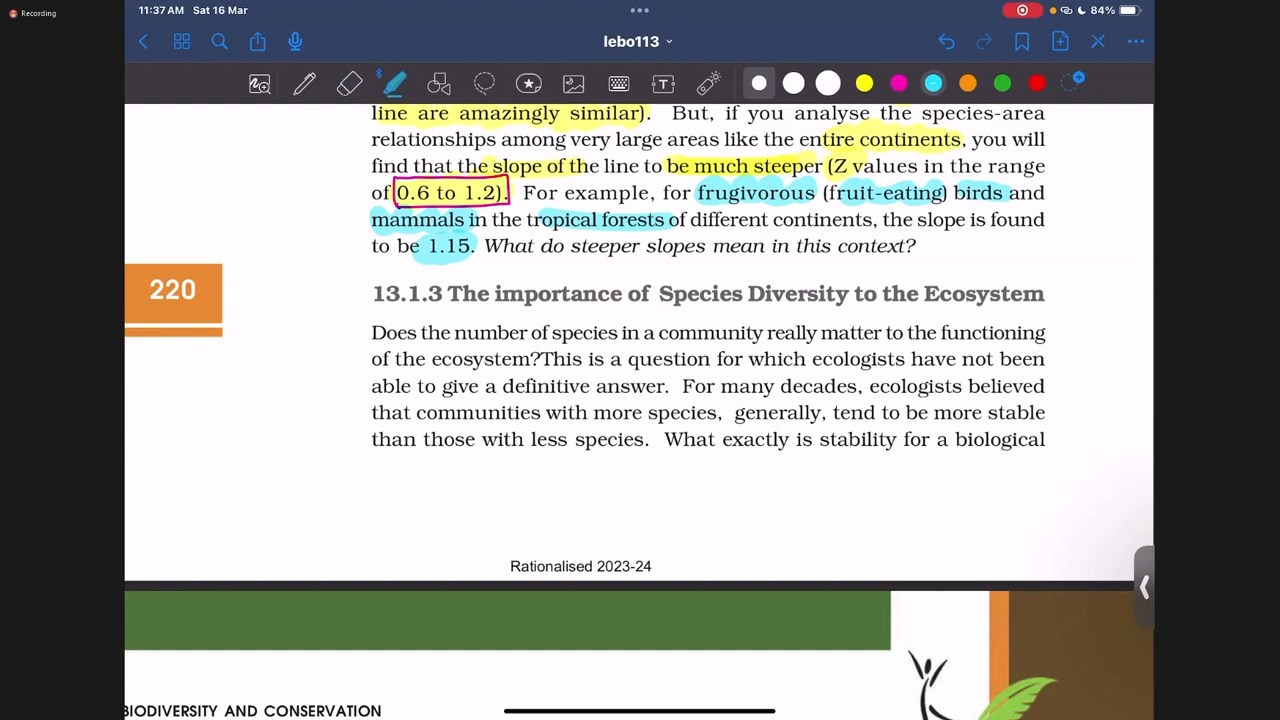 Recording
11:37 AM Sat 16 Mar
84%
lebo113
line are amazingly similar). But, if you analyse the species-area
relationships among very large areas like the entire continents, you will
find that the slope of the line to be much steeper (Z values in the range
of 0.6 to 1.2). For example, for frugivorous (fruit-eating) birds and
mammals in the tropical forests of different continents, the slope is found
to be 1.15. What do steeper slopes mean in this context?
220
13.1.3 The importance of Species Diversity to the Ecosystem
Does the number of species in a community really matter to the functioning
of the ecosystem?This is a question for which ecologists have not been
able to give a definitive answer. For many decades, ecologists believed
that communities with more species, generally, tend to be more stable
than those with less species. What exactly is stability for a biological
Rationalised 2023-24
BIODIVERSITY AND CONSERVATION